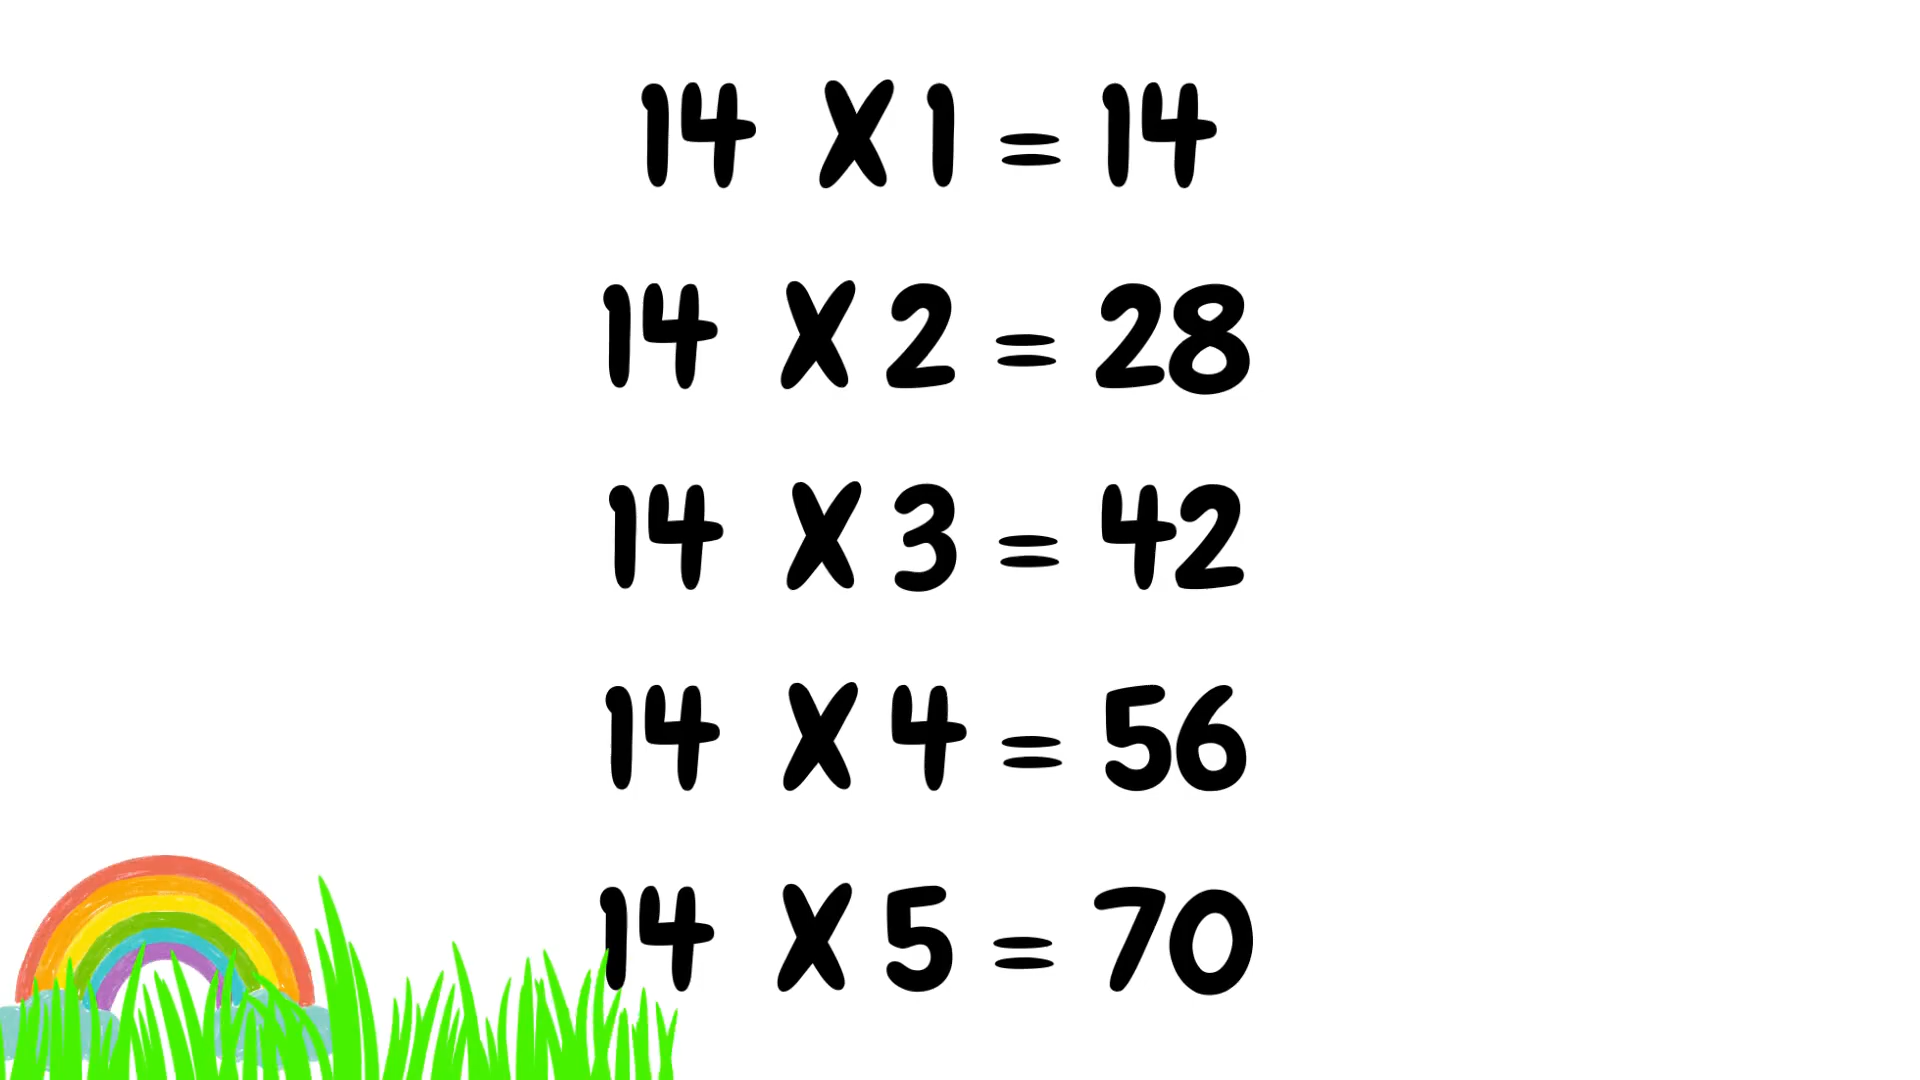 14 X 1 = 14
14 X 2 = 28
14 X 3 = 42
14 X 4 = 56
14 X 5 = 70